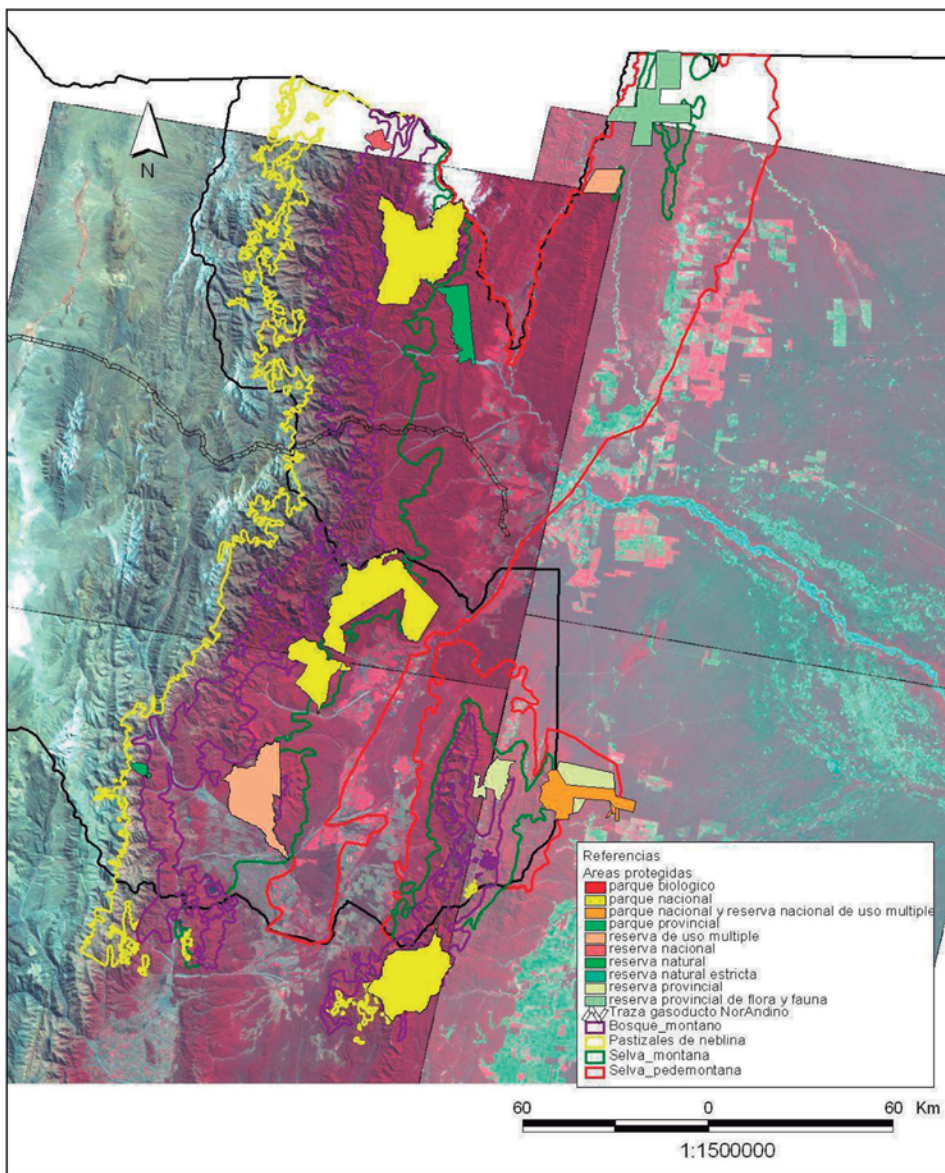 N
Referencias
Areas protegidas
parque biologico
parque nacional
parque nacional y reserva nacional de uso multiple
parque provincial
reserva de uso multiple
reserva nacional
reserva natural
reserva natural estricta
reserva provincial
reserva provincial de flora y fauna
Traza gasoducto NorAndino
Bosque_montano
Pastizales de neblina
Selva_montana
Selva_pedemontana
60 0 60 Km
1:1500000